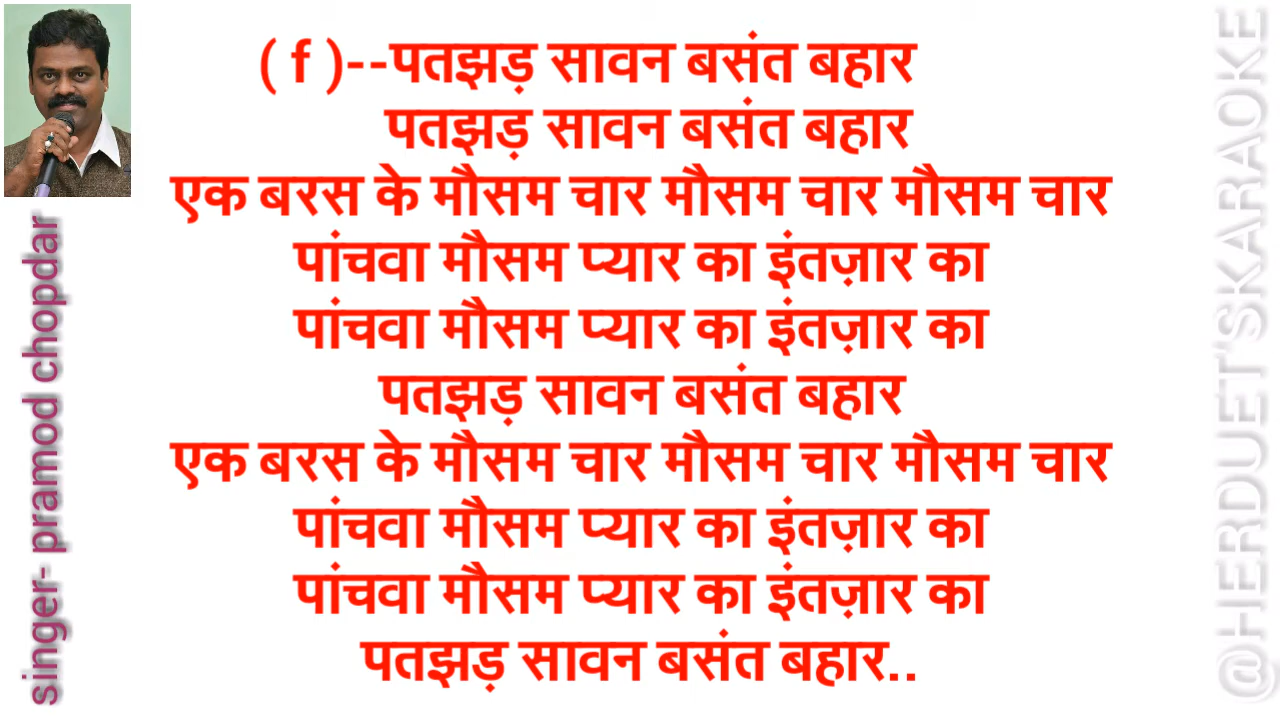 ( f )--पतझड़ सावन बसंत बहार
पतझड़ सावन बसंत बहार
एक बरस के मौसम चार मौसम चार मौसम चार
पांचवा मौसम प्यार का इंतज़ार का
पांचवा मौसम प्यार का इंतज़ार का
पतझड़ सावन बसंत बहार
एक बरस के मौसम चार मौसम चार मौसम चार
पांचवा मौसम प्यार का इंतज़ार का
पांचवा मौसम प्यार का इंतज़ार का
पतझड़ सावन बसंत बहार..
singer- pramod chopdar
@HERDUET'SKARAOKE